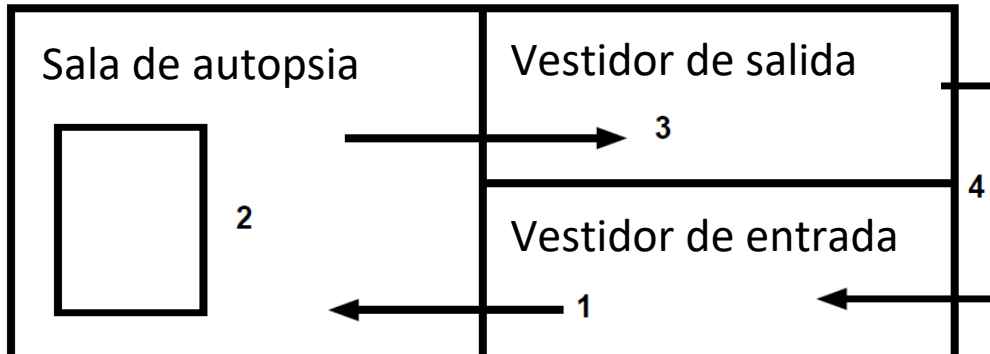 Sala de autopsia
Vestidor de salida
3
4
2
Vestidor de entrada
1